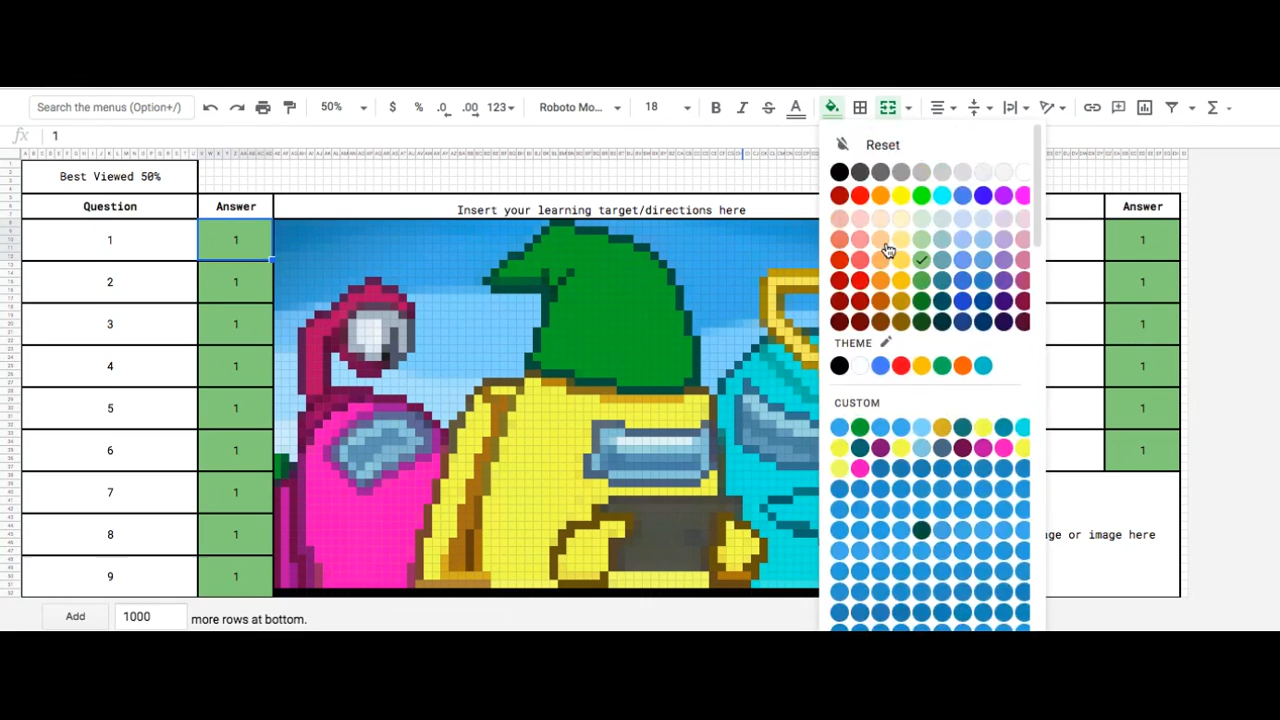 Search the menus (Option+/) 50% $ % .0 .00 123 Roboto Mo... 18 B I S A Σ
fx 1
Reset
Best Viewed 50%
Question Answer Insert your learning target/directions here Answer
1 1 1
2 1 1
3 1 1
4 1 1
5 1 1
6 1 1
7 1
8 1
9 1
THEME
CUSTOM
age or image here
Add 1000 more rows at bottom.